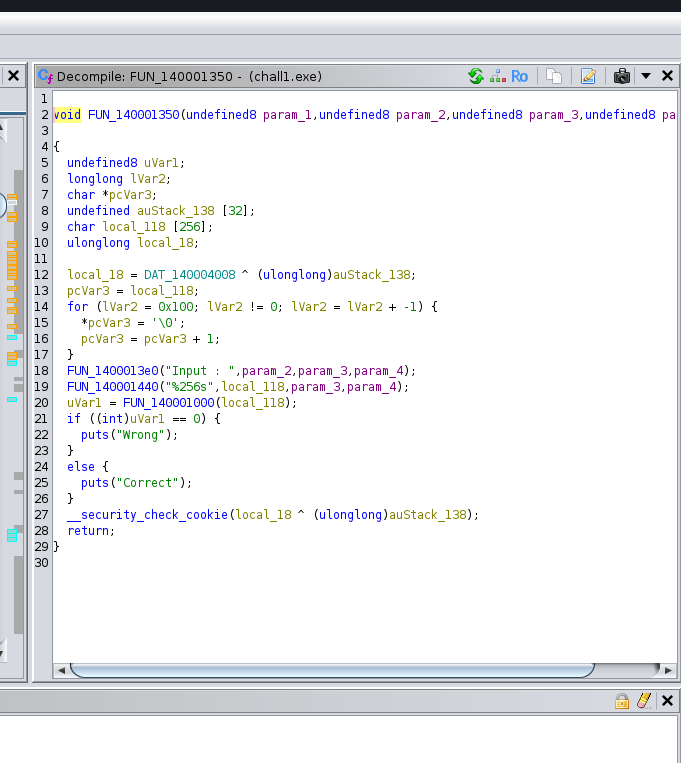 Decompile: FUN_140001350 - (chall1.exe)
Ro
1
2 void FUN_140001350(undefined8 param_1,undefined8 param_2,undefined8 param_3,undefined8 pa
3
4 {
5 undefined8 uVar1;
6 longlong lVar2;
7 char *pcVar3;
8 undefined auStack_138 [32];
9 char local_118 [256];
10 ulonglong local_18;
11
12 local_18 = DAT_140004008 ^ (ulonglong)auStack_138;
13 pcVar3 = local_118;
14 for (lVar2 = 0x100; lVar2 != 0; lVar2 = lVar2 + -1) {
15 *pcVar3 = '\0';
16 pcVar3 = pcVar3 + 1;
17 }
18 FUN_1400013e0("Input : ",param_2,param_3,param_4);
19 FUN_140001440("%256s",local_118,param_3,param_4);
20 uVar1 = FUN_140001000(local_118);
21 if ((int)uVar1 == 0) {
22 puts("Wrong");
23 }
24 else {
25 puts("Correct");
26 }
27 __security_check_cookie(local_18 ^ (ulonglong)auStack_138);
28 return;
29 }
30